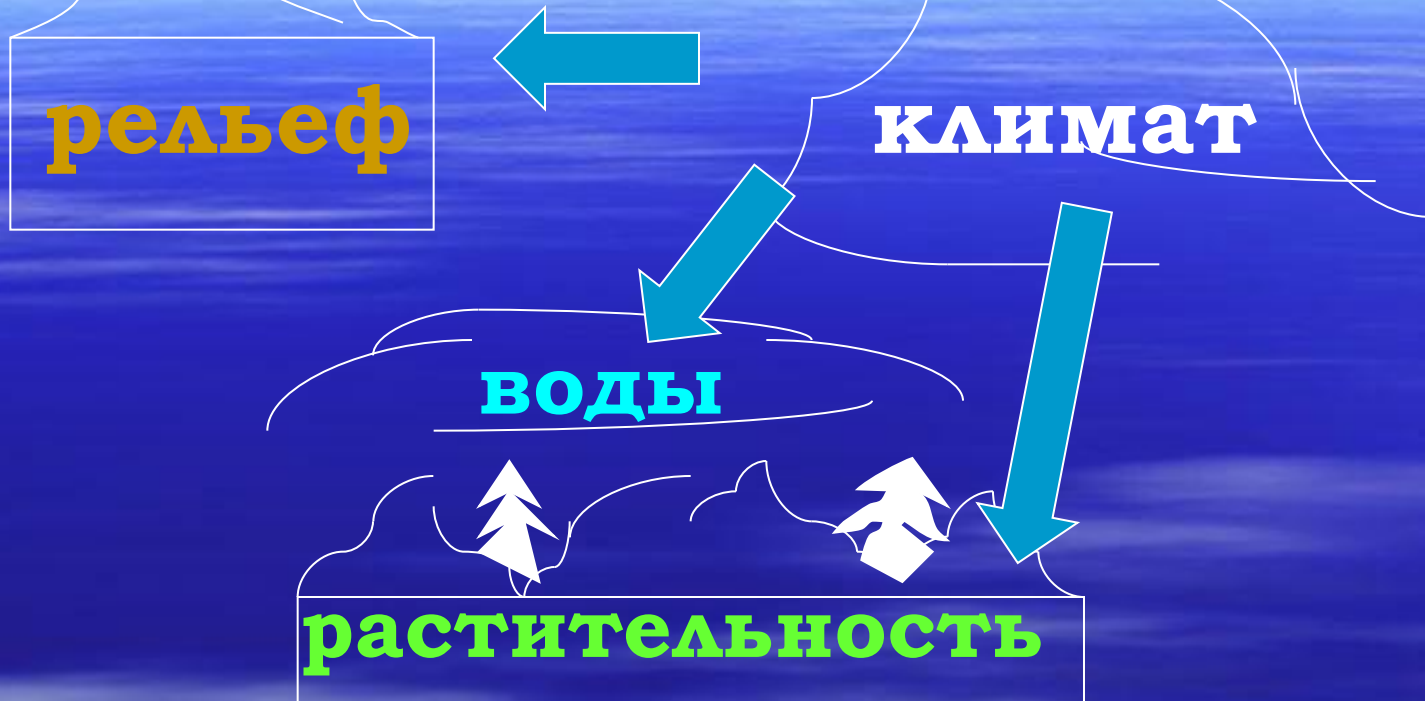 рельеф
климат
воды
растительность